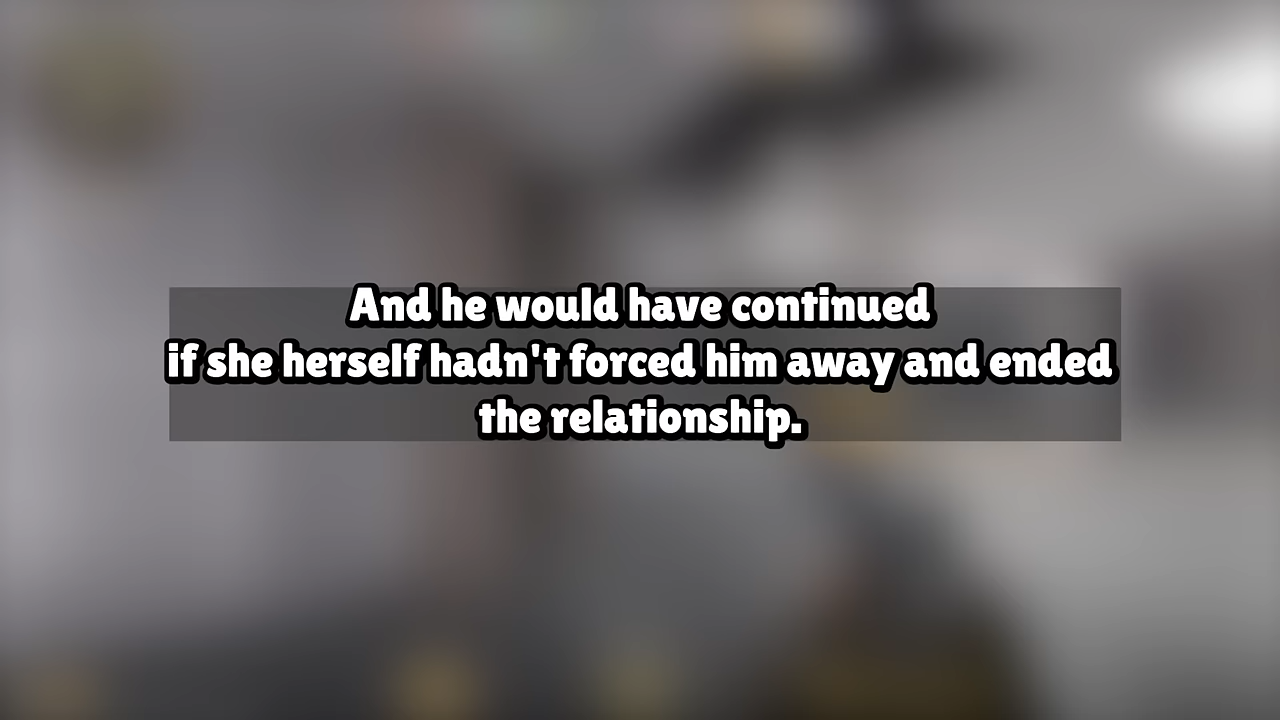 And he would have continued
if she herself hadn't forced him away and ended
the relationship.